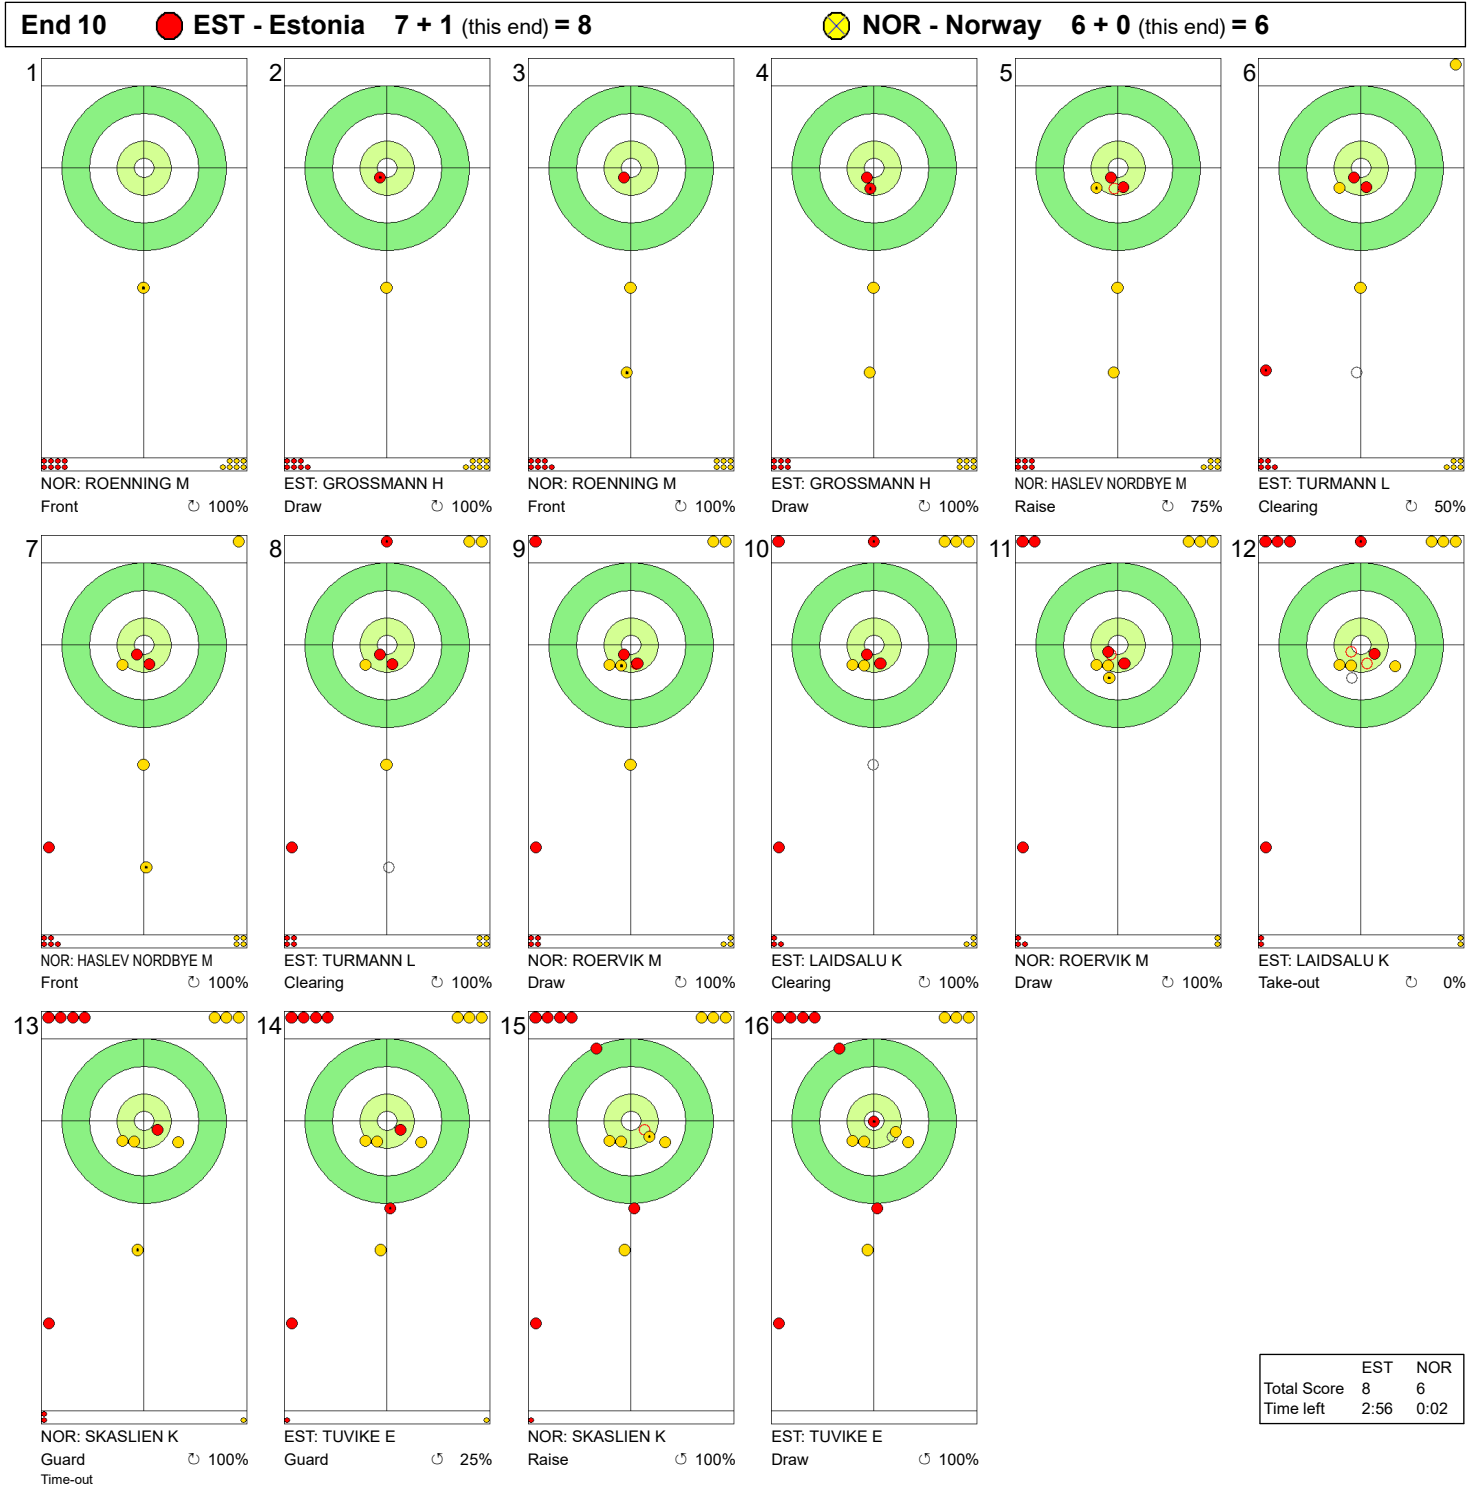 End 10 EST - Estonia 7 + 1 (this end) = 8 NOR - Norway 6 + 0 (this end) = 6
1 2 3 4 5 6
NOR: ROENNING M EST: GROSSMANN H NOR: ROENNING M EST: GROSSMANN H NOR: HASLEV NORDBYE M EST: TURMANN L
Front ↻ 100% Draw ↻ 100% Front ↻ 100% Draw ↻ 100% Raise ↻ 75% Clearing ↻ 50%
7 8 9 10 11 12
NOR: HASLEV NORDBYE M EST: TURMANN L NOR: ROERVIK M EST: LAIDSALU K NOR: ROERVIK M EST: LAIDSALU K
Front ↻ 100% Clearing ↻ 100% Draw ↻ 100% Clearing ↻ 100% Draw ↻ 100% Take-out ↻ 0%
13 14 15 16
NOR: SKASLIEN K EST: TUVIKE E NOR: SKASLIEN K EST: TUVIKE E
Guard ↻ 100% Guard ↺ 25% Raise ↺ 100% Draw ↺ 100%
Time-out
EST NOR
Total Score 8 6
Time left 2:56 0:02